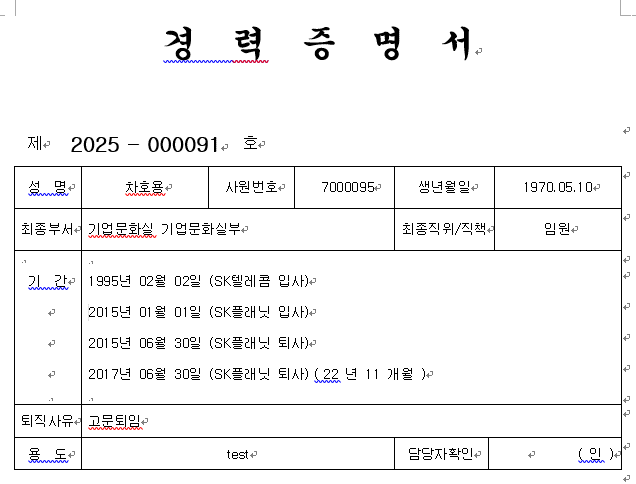 경 력 증 명 서
제 2025 - 000091 호
성 명 차호용 사원번호 7000095 생년월일 1970.05.10
최종부서 기업문화실 기업문화실부 최종직위/직책 임원
기 간
1995년 02월 02일 (SK텔레콤 입사)
2015년 01월 01일 (SK플래닛 입사)
2015년 06월 30일 (SK플래닛 퇴사)
2017년 06월 30일 (SK플래닛 퇴사) ( 22 년 11 개월 )
퇴직사유 고문퇴임
용 도 test 담당자확인 ( 인 )